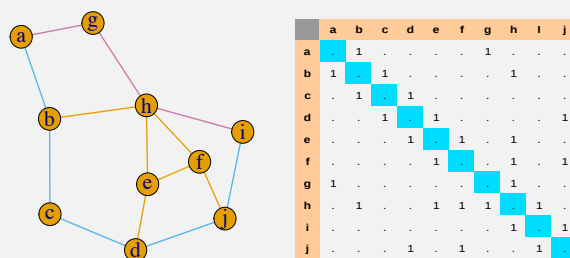 g
a
h
b
i
f
e
c
j
d
a b c d e f g h I j
a . 1 . . . . 1 . . .
b 1 . 1 . . . . 1 . .
c . 1 . 1 . . . . . .
d . . 1 . 1 . . . . 1
e . . . 1 . 1 . 1 . .
f . . . . 1 . . 1 . 1
g 1 . . . . . . 1 . .
h . 1 . . 1 1 1 . 1 .
i . . . . . . . 1 . 1
j . . . 1 . 1 . . 1 .